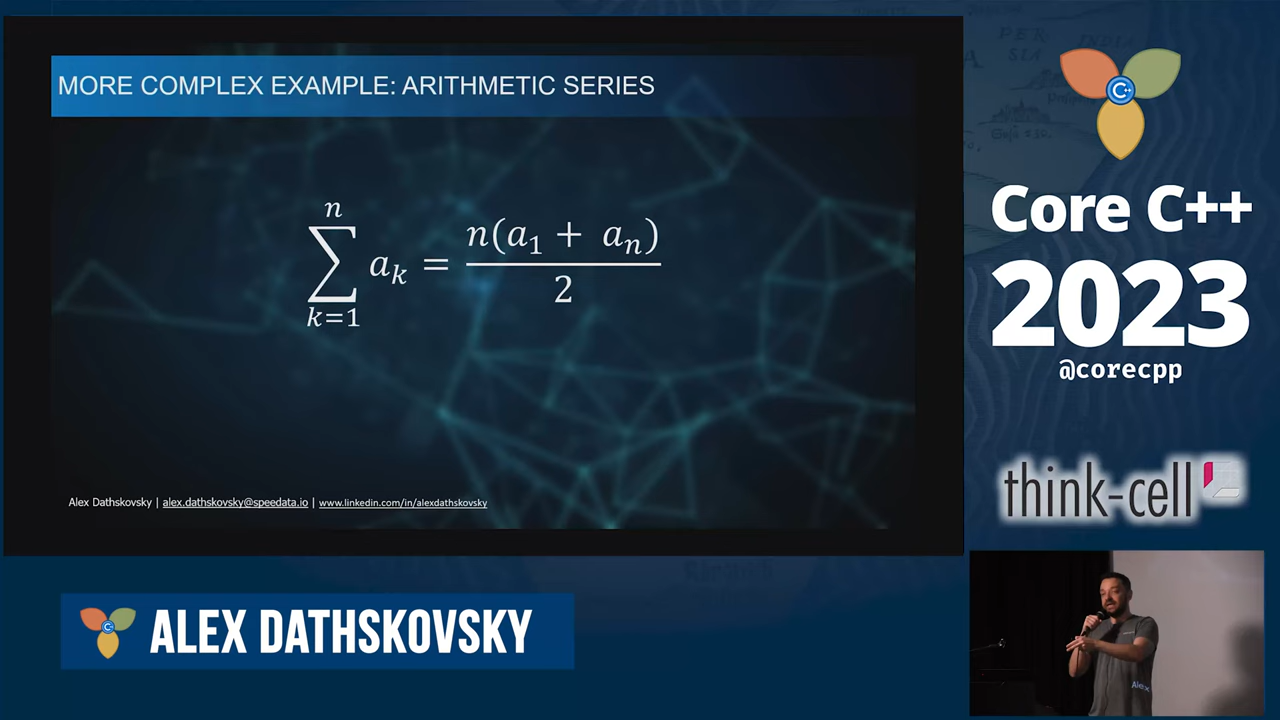 MORE COMPLEX EXAMPLE: ARITHMETIC SERIES
n
∑ a_k = n(a_1 + a_n) / 2
k=1
Alex Dathskovsky | alex.dathskovsky@speedata.io | www.linkedin.com/in/alexdathskovsky
ALEX DATHSKOVSKY
C++
Core C++
2023
@corecpp
think-cell
Alex